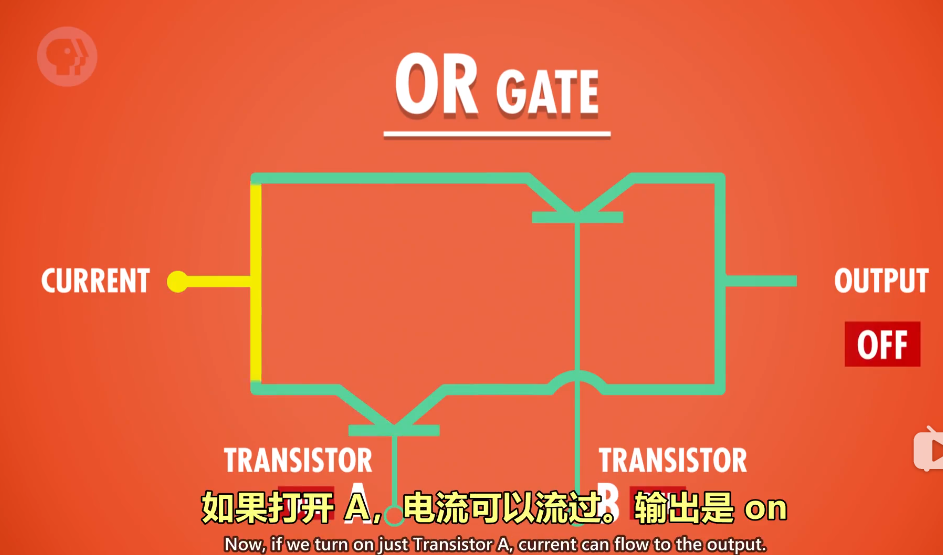 OR GATE
CURRENT
OUTPUT
OFF
TRANSISTOR
A
TRANSISTOR
B
如果打开 A，电流可以流过。输出是 on
Now, if we turn on just Transistor A, current can flow to the output.